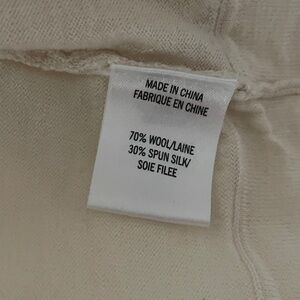 MADE IN CHINA
FABRIQUE EN CHINE
70% WOOL/LAINE
30% SPUN SILK/
SOIE FILEE